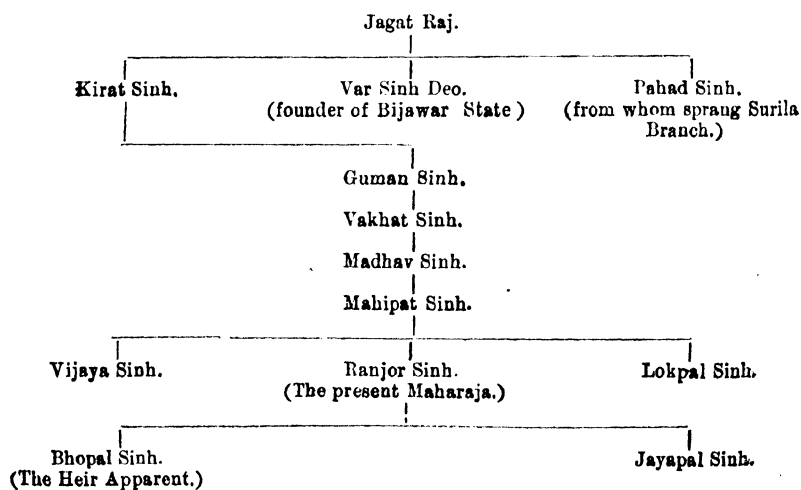 Jagat Raj.
Kirat Sinh. Var Sinh Deo. Pahad Sinh.
(founder of Bijawar State) (from whom spraug Surila
Branch.)
Guman Sinh.
Vakhat Sinh.
Madhav Sinh.
Mahipat Sinh.
Vijaya Sinh. Ranjor Sinh. Lokpal Sinh.
(The present Maharaja.)
Bhopal Sinh. Jayapal Sinh.
(The Heir Apparent.)